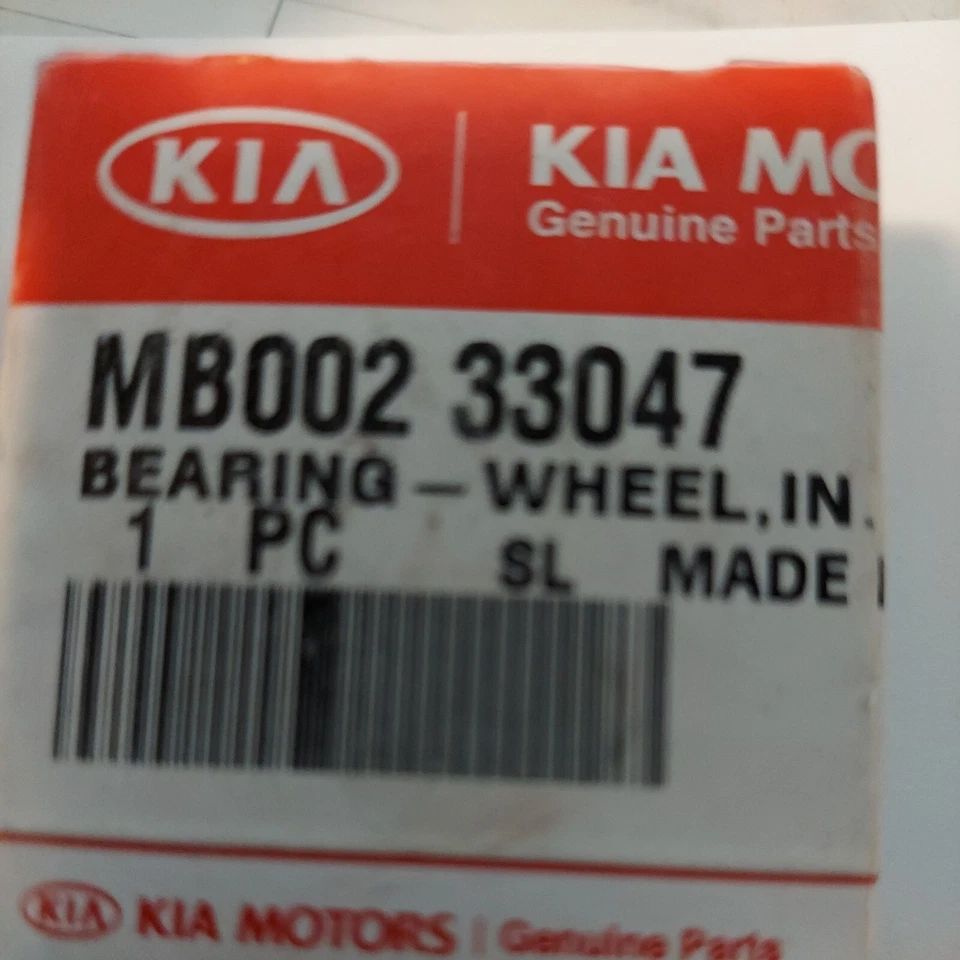 KIA
KIA MO
Genuine Parts
MB002 33047
BEARING-WHEEL,IN.
1 PC SL MADE
KIA KIA MOTORS | Genuine Parts